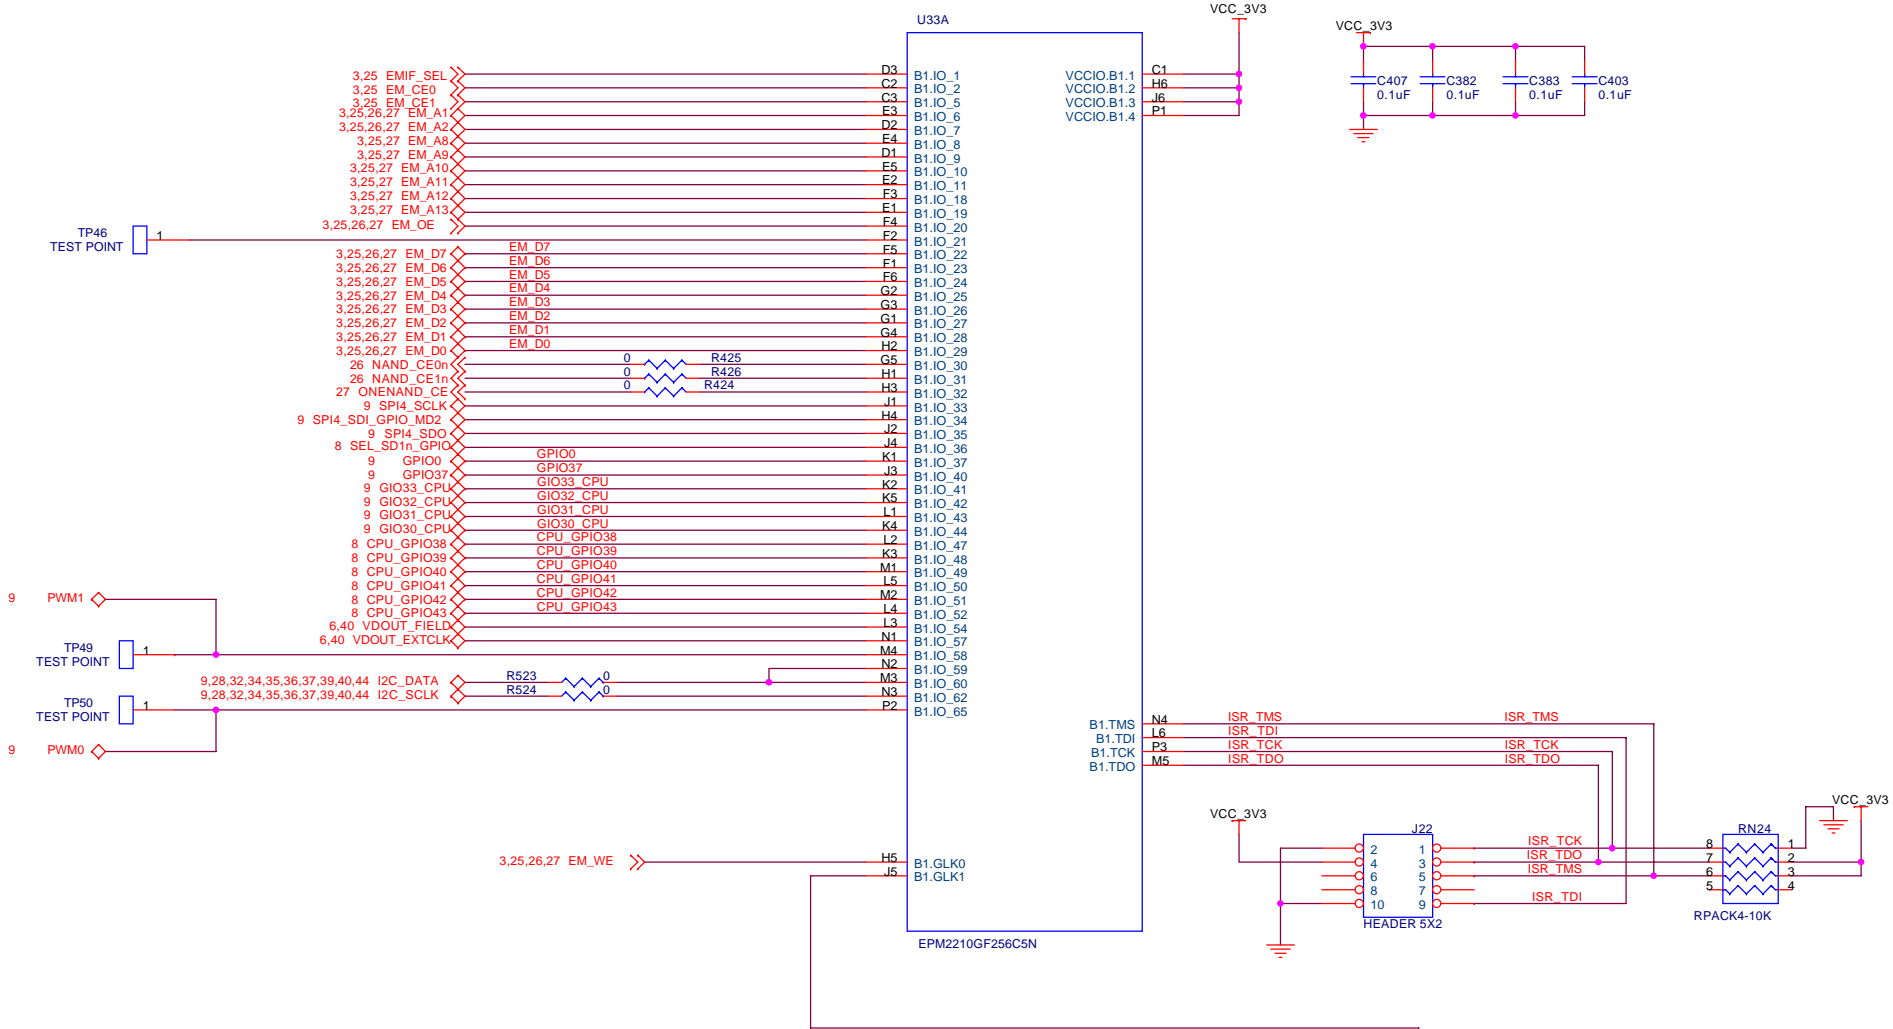 U33A
VCC_3V3
VCC_3V3
C407 0.1uF
C382 0.1uF
C383 0.1uF
C403 0.1uF
3,25 EMIF_SEL D3 B1.IO_1
3,25 EM_CE0 C2 B1.IO_2
3,25 EM_CE1 C3 B1.IO_5
3,25,26,27 EM_A1 E3 B1.IO_6
3,25,26,27 EM_A2 D2 B1.IO_7
3,25,27 EM_A8 E4 B1.IO_8
3,25,27 EM_A9 D1 B1.IO_9
3,25,27 EM_A10 E5 B1.IO_10
3,25,27 EM_A11 E2 B1.IO_11
3,25,27 EM_A12 F3 B1.IO_18
3,25,27 EM_A13 E1 B1.IO_19
3,25,26,27 EM_OE F4 B1.IO_20
TP46
TEST POINT 1 F2 B1.IO_21
3,25,26,27 EM_D7 EM_D7 F5 B1.IO_22
3,25,26,27 EM_D6 EM_D6 F1 B1.IO_23
3,25,26,27 EM_D5 EM_D5 F6 B1.IO_24
3,25,26,27 EM_D4 EM_D4 G2 B1.IO_25
3,25,26,27 EM_D3 EM_D3 G3 B1.IO_26
3,25,26,27 EM_D2 EM_D2 G1 B1.IO_27
3,25,26,27 EM_D1 EM_D1 G4 B1.IO_28
3,25,26,27 EM_D0 EM_D0 H2 B1.IO_29
26 NAND_CE0n 0 R425 G5 B1.IO_30
26 NAND_CE1n 0 R426 H1 B1.IO_31
27 ONENAND_CE 0 R424 H3 B1.IO_32
9 SPI4_SCLK J1 B1.IO_33
9 SPI4_SDI_GPIO_MD2 H4 B1.IO_34
9 SPI4_SDO J2 B1.IO_35
8 SEL_SD1n_GPIO J4 B1.IO_36
9 GPIO0 GPIO0 K1 B1.IO_37
9 GPIO37 GPIO37 J3 B1.IO_40
9 GIO33_CPU GIO33_CPU K2 B1.IO_41
9 GIO32_CPU GIO32_CPU K5 B1.IO_42
9 GIO31_CPU GIO31_CPU L1 B1.IO_43
9 GIO30_CPU GIO30_CPU K4 B1.IO_44
8 CPU_GPIO38 CPU_GPIO38 L2 B1.IO_47
8 CPU_GPIO39 CPU_GPIO39 K3 B1.IO_48
8 CPU_GPIO40 CPU_GPIO40 M1 B1.IO_49
8 CPU_GPIO41 CPU_GPIO41 L5 B1.IO_50
8 CPU_GPIO42 CPU_GPIO42 M2 B1.IO_51
8 CPU_GPIO43 CPU_GPIO43 L4 B1.IO_52
6,40 VDOUT_FIELD L3 B1.IO_54
6,40 VDOUT_EXTCLK N1 B1.IO_57
9 PWM1
TP49
TEST POINT 1 M4 B1.IO_58
N2 B1.IO_59
9,28,32,34,35,36,37,39,40,44 I2C_DATA R523 0 M3 B1.IO_60
9,28,32,34,35,36,37,39,40,44 I2C_SCLK R524 0 N3 B1.IO_62
TP50
TEST POINT 1 P2 B1.IO_65
9 PWM0
3,25,26,27 EM_WE H5 B1.GLK0
J5 B1.GLK1
VCCIO.B1.1 C1
VCCIO.B1.2 H6
VCCIO.B1.3 J6
VCCIO.B1.4 P1
B1.TMS N4 ISR_TMS ISR_TMS
B1.TDI L6 ISR_TDI
B1.TCK P3 ISR_TCK ISR_TCK
B1.TDO M5 ISR_TDO ISR_TDO
EPM2210GF256C5N
VCC_3V3
VCC_3V3
J22
RN24
2 1 ISR_TCK 8 1
4 3 ISR_TDO 7 2
6 5 ISR_TMS 6 3
8 7 5 4
10 9 ISR_TDI
HEADER 5X2
RPACK4-10K